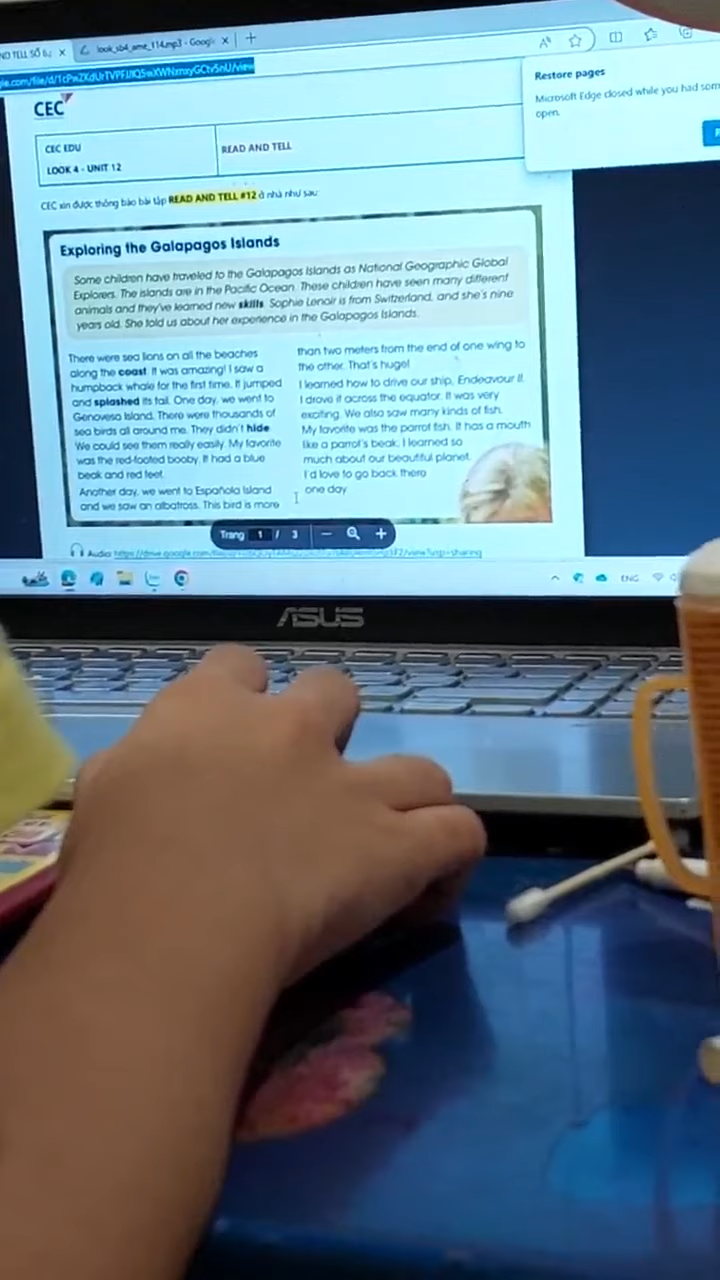 look_sb4_ame_114.mp3 - Googl
Restore pages
Microsoft Edge closed while you had som
open.
CEC
CEC EDU
LOOK 4 - UNIT 12
READ AND TELL
CEC xin được thông báo bài tập READ AND TELL #12 ở nhà như sau:
Exploring the Galapagos Islands
Some children have traveled to the Galapagos Islands as National Geographic Global
Explorers. The islands are in the Pacific Ocean. These children have seen many different
animals and they've learned new skills. Sophie Lenoir is from Switzerland, and she's nine
years old. She told us about her experience in the Galapagos Islands.
There were sea lions on all the beaches
along the coast. It was amazing! I saw a
humpback whale for the first time. It jumped
and splashed its tail. One day, we went to
Genovesa Island. There were thousands of
sea birds all around me. They didn't hide.
We could see them really easily. My favorite
was the red-footed booby. It had a blue
beak and red feet.
Another day, we went to Española Island
and we saw an albatross. This bird is more
than two meters from the end of one wing to
the other. That's huge!
I learned how to drive our ship, Endeavour II.
I drove it across the equator. It was very
exciting. We also saw many kinds of fish.
My favorite was the parrot fish. It has a mouth
like a parrot's beak. I learned so
much about our beautiful planet.
I'd love to go back there
one day
Trang 1 / 3
Audio:
ENG
ASUS